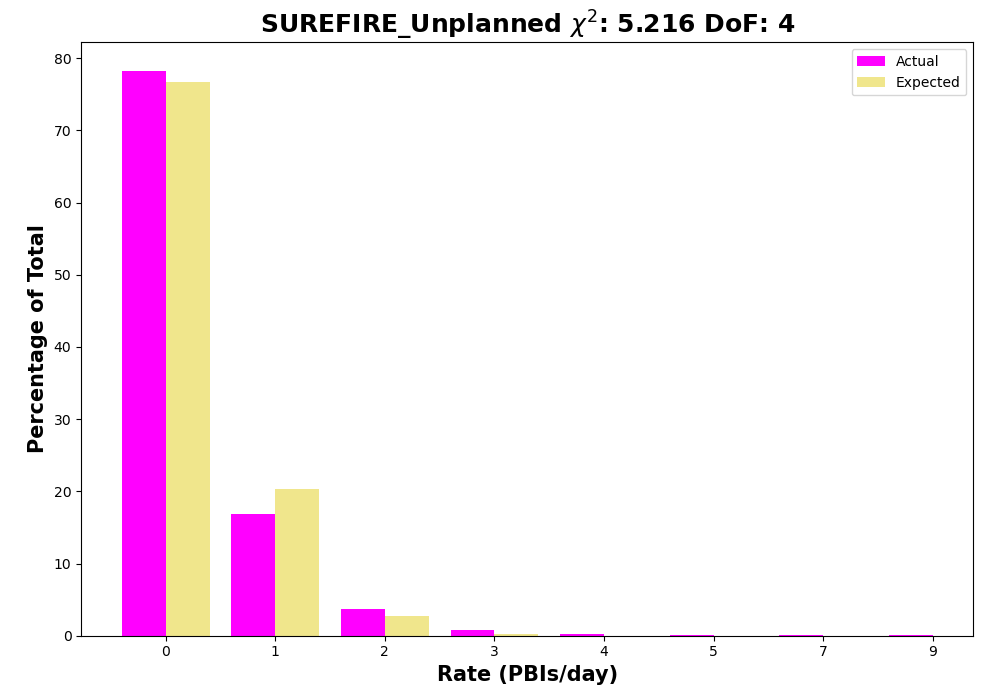 SUREFIRE_Unplanned χ²: 5.216 DoF: 4
Actual
Expected
Percentage of Total
80
70
60
50
40
30
20
10
0
0 1 2 3 4 5 7 9
Rate (PBIs/day)